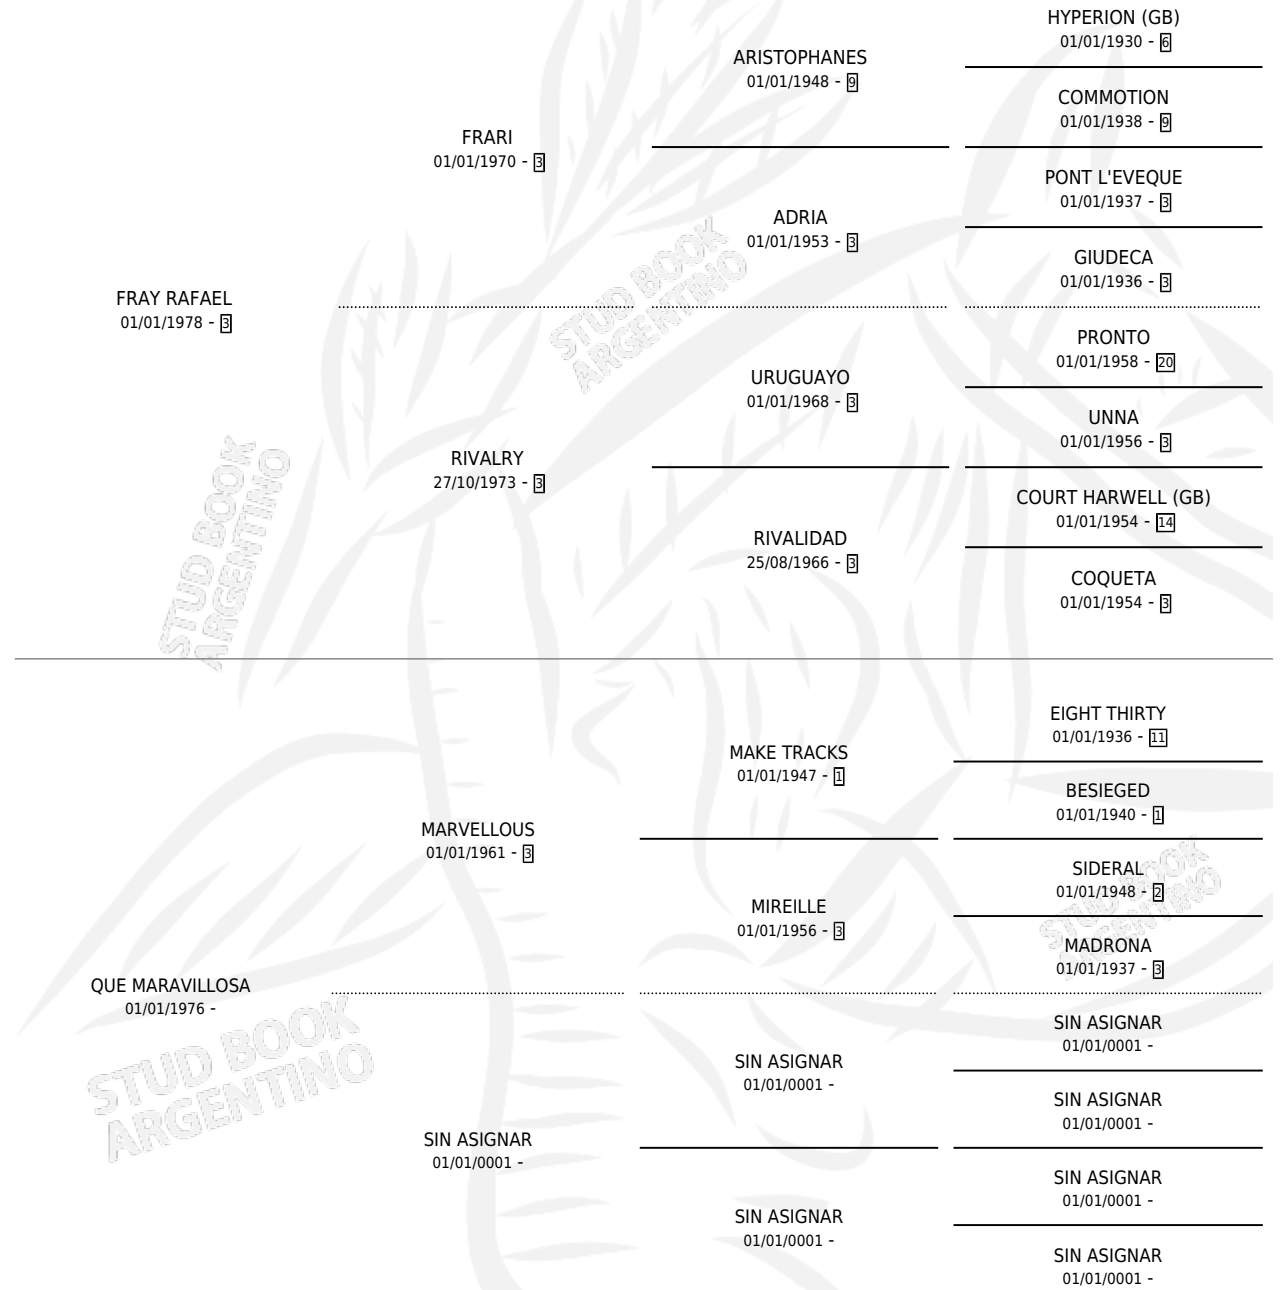 HYPERION (GB)
01/01/1930 - 6
ARISTOPHANES
01/01/1948 - 9
COMMOTION
01/01/1938 - 9
FRARI
01/01/1970 - 3
PONT L'EVEQUE
01/01/1937 - 3
ADRIA
01/01/1953 - 3
GIUDECA
01/01/1936 - 3
FRAY RAFAEL
01/01/1978 - 3
PRONTO
01/01/1958 - 20
URUGUAYO
01/01/1968 - 3
UNNA
01/01/1956 - 3
RIVALRY
27/10/1973 - 3
COURT HARWELL (GB)
01/01/1954 - 14
RIVALIDAD
25/08/1966 - 3
COQUETA
01/01/1954 - 3
STUD BOOK
ARGENTINO
STUD BOOK
ARGENTINO
EIGHT THIRTY
01/01/1936 - 11
MAKE TRACKS
01/01/1947 - 1
BESIEGED
01/01/1940 - 1
MARVELLOUS
01/01/1961 - 3
SIDERAL
01/01/1948 - 2
MIREILLE
01/01/1956 - 3
MADRONA
01/01/1937 - 3
QUE MARAVILLOSA
01/01/1976 -
SIN ASIGNAR
01/01/0001 -
SIN ASIGNAR
01/01/0001 -
SIN ASIGNAR
01/01/0001 -
SIN ASIGNAR
01/01/0001 -
SIN ASIGNAR
01/01/0001 -
SIN ASIGNAR
01/01/0001 -
SIN ASIGNAR
01/01/0001 -
STUD BOOK
ARGENTINO
STUD BOOK
ARGENTINO